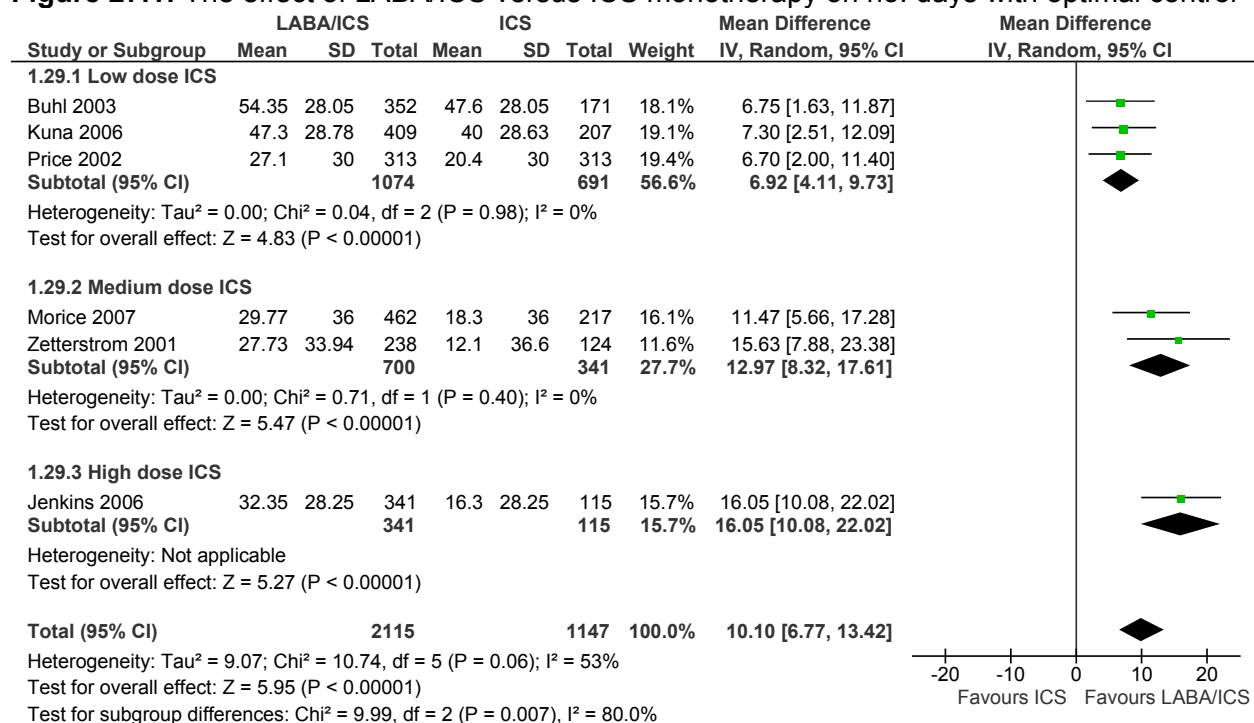 LABA/ICS ICS Mean Difference Mean Difference
Study or Subgroup Mean SD Total Mean SD Total Weight IV, Random, 95% CI IV, Random, 95% CI
1.29.1 Low dose ICS
Buhl 2003 54.35 28.05 352 47.6 28.05 171 18.1% 6.75 [1.63, 11.87]
Kuna 2006 47.3 28.78 409 40 28.63 207 19.1% 7.30 [2.51, 12.09]
Price 2002 27.1 30 313 20.4 30 313 19.4% 6.70 [2.00, 11.40]
Subtotal (95% CI) 1074 691 56.6% 6.92 [4.11, 9.73]
Heterogeneity: Tau² = 0.00; Chi² = 0.04, df = 2 (P = 0.98); I² = 0%
Test for overall effect: Z = 4.83 (P < 0.00001)
1.29.2 Medium dose ICS
Morice 2007 29.77 36 462 18.3 36 217 16.1% 11.47 [5.66, 17.28]
Zetterstrom 2001 27.73 33.94 238 12.1 36.6 124 11.6% 15.63 [7.88, 23.38]
Subtotal (95% CI) 700 341 27.7% 12.97 [8.32, 17.61]
Heterogeneity: Tau² = 0.00; Chi² = 0.71, df = 1 (P = 0.40); I² = 0%
Test for overall effect: Z = 5.47 (P < 0.00001)
1.29.3 High dose ICS
Jenkins 2006 32.35 28.25 341 16.3 28.25 115 15.7% 16.05 [10.08, 22.02]
Subtotal (95% CI) 341 115 15.7% 16.05 [10.08, 22.02]
Heterogeneity: Not applicable
Test for overall effect: Z = 5.27 (P < 0.00001)
Total (95% CI) 2115 1147 100.0% 10.10 [6.77, 13.42]
Heterogeneity: Tau² = 9.07; Chi² = 10.74, df = 5 (P = 0.06); I² = 53%
Test for overall effect: Z = 5.95 (P < 0.00001)
Test for subgroup differences: Chi² = 9.99, df = 2 (P = 0.007), I² = 80.0%
-20 -10 0 10 20
Favours ICS Favours LABA/ICS